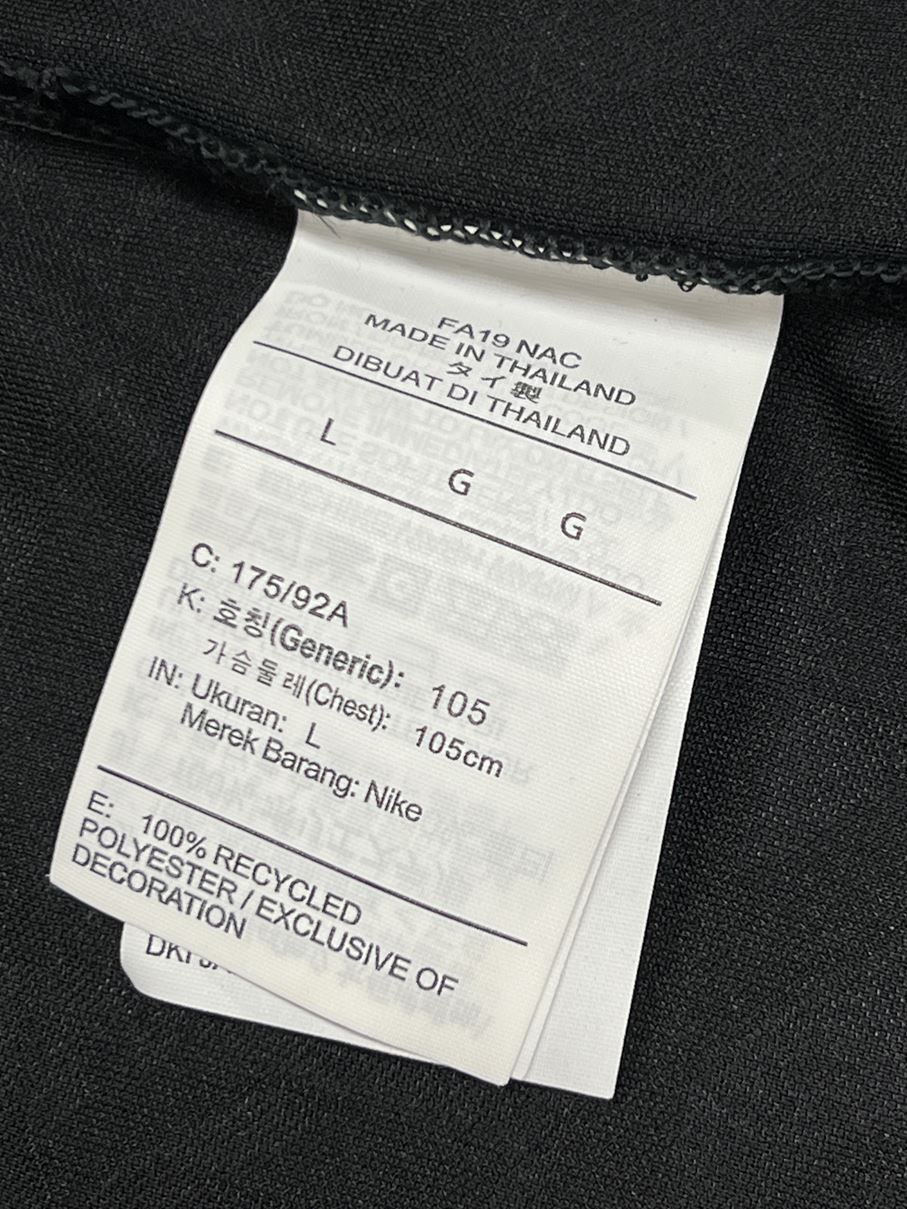 FA19 NAC
MADE IN THAILAND
タイ製
DIBUAT DI THAILAND
L G G
C: 175/92A
K: 호칭(Generic): 105
가슴둘레(Chest): 105cm
IN: Ukuran: L
Merek Barang: Nike
E: 100% RECYCLED
POLYESTER / EXCLUSIVE OF
DECORATION